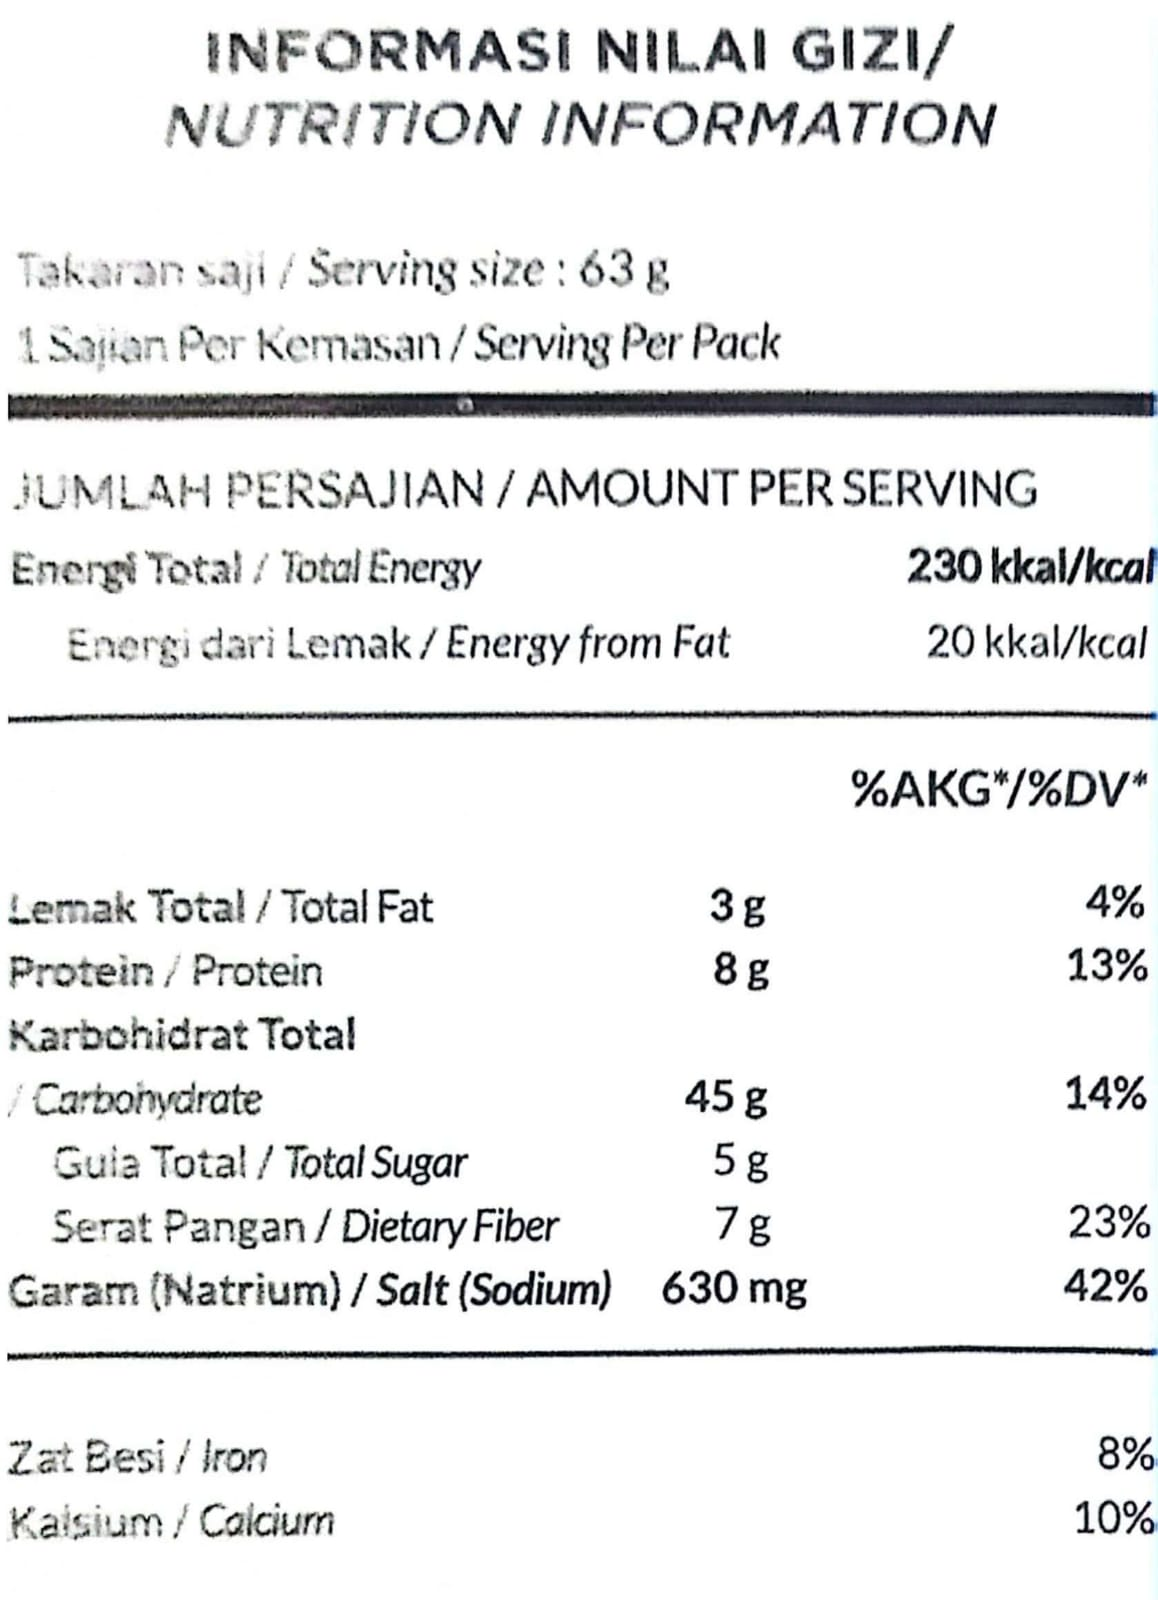 INFORMASI NILAI GIZI/
NUTRITION INFORMATION
Takaran saji / Serving size : 63 g
1 Sajian Per Kemasan / Serving Per Pack
JUMLAH PERSAJIAN / AMOUNT PER SERVING
Energi Total / Total Energy 230 kkal/kcal
Energi dari Lemak / Energy from Fat 20 kkal/kcal
%AKG*/%DV*
Lemak Total / Total Fat 3 g 4%
Protein / Protein 8 g 13%
Karbohidrat Total
/ Carbohydrate 45 g 14%
Gula Total / Total Sugar 5 g
Serat Pangan / Dietary Fiber 7 g 23%
Garam (Natrium) / Salt (Sodium) 630 mg 42%
Zat Besi / Iron 8%
Kalsium / Calcium 10%